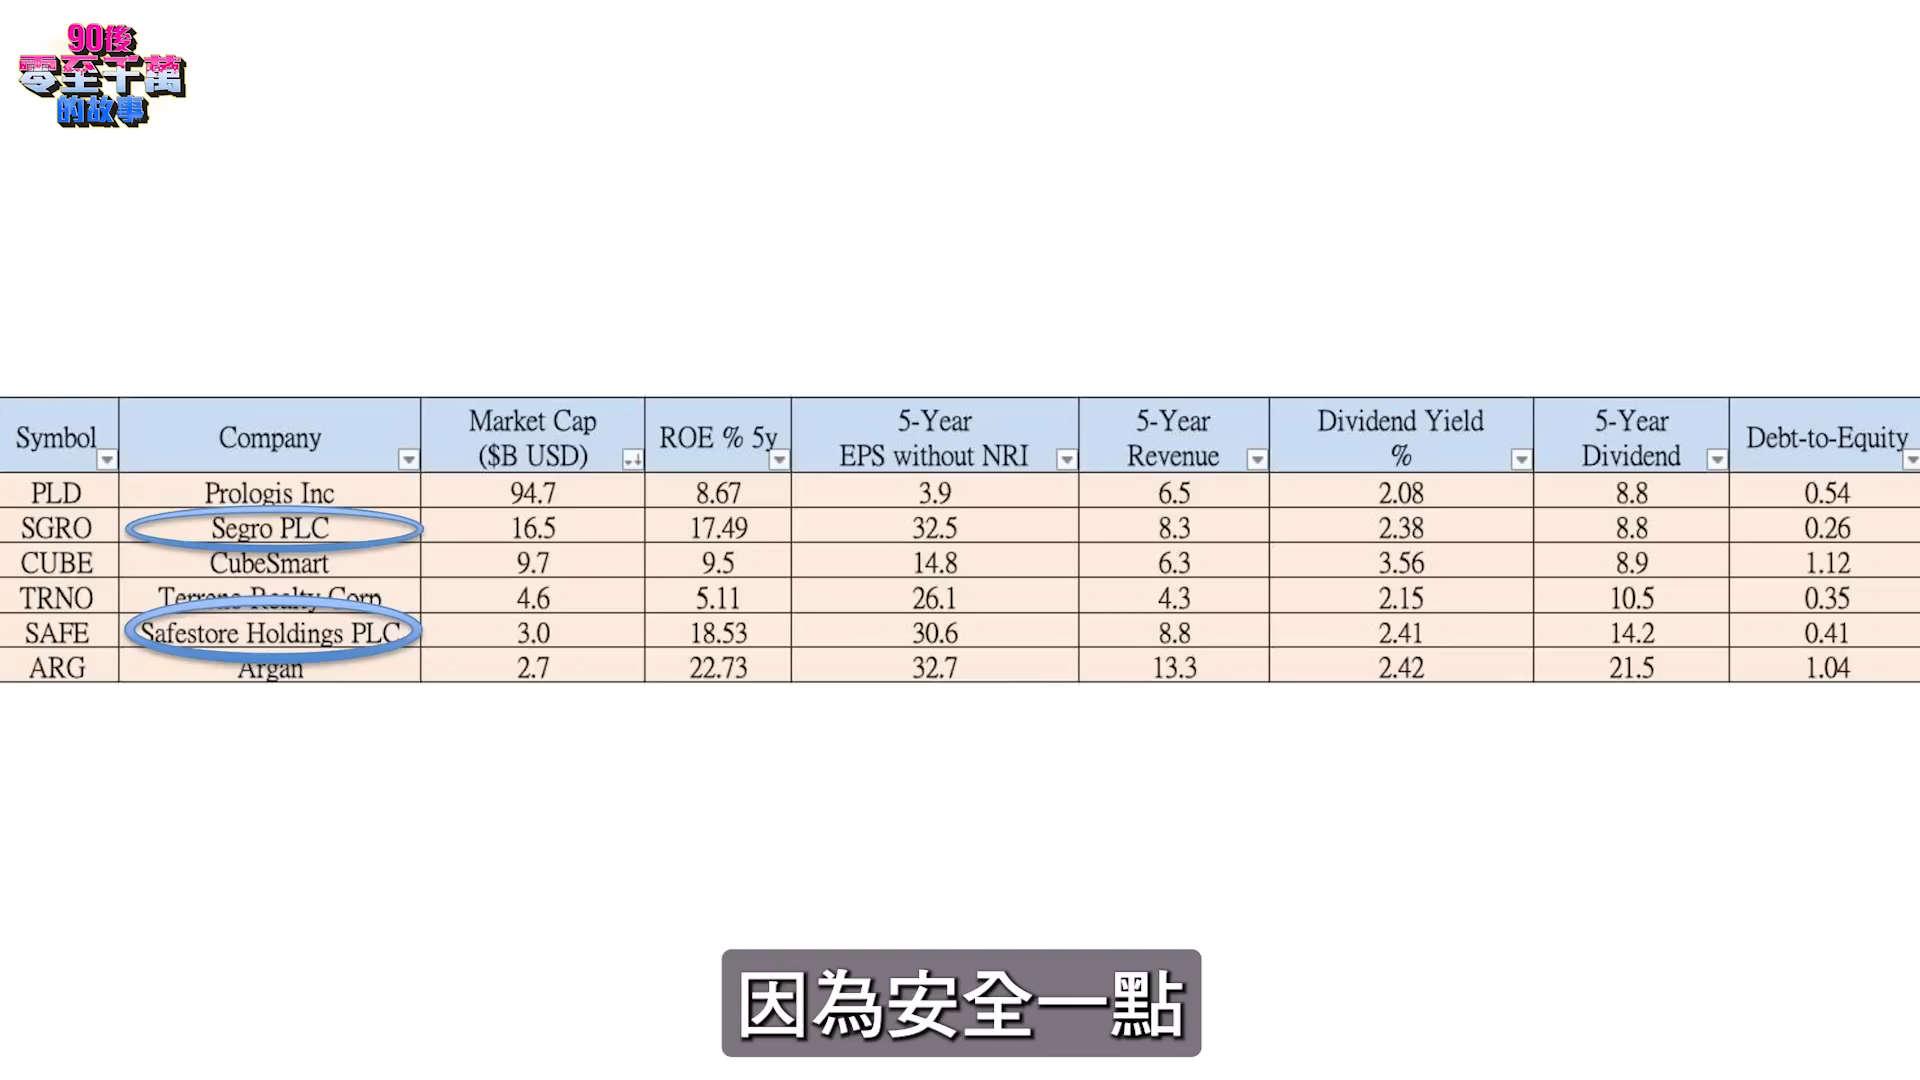 90後
零至千萬
的故事
Symbol Company Market Cap ($B USD) ROE % 5y 5-Year EPS without NRI 5-Year Revenue Dividend Yield % 5-Year Dividend Debt-to-Equity
PLD Prologis Inc 94.7 8.67 3.9 6.5 2.08 8.8 0.54
SGRO Segro PLC 16.5 17.49 32.5 8.3 2.38 8.8 0.26
CUBE CubeSmart 9.7 9.5 14.8 6.3 3.56 8.9 1.12
TRNO Terreno Realty Corp 4.6 5.11 26.1 4.3 2.15 10.5 0.35
SAFE Safestore Holdings PLC 3.0 18.53 30.6 8.8 2.41 14.2 0.41
ARG Argan 2.7 22.73 32.7 13.3 2.42 21.5 1.04
因為安全一點